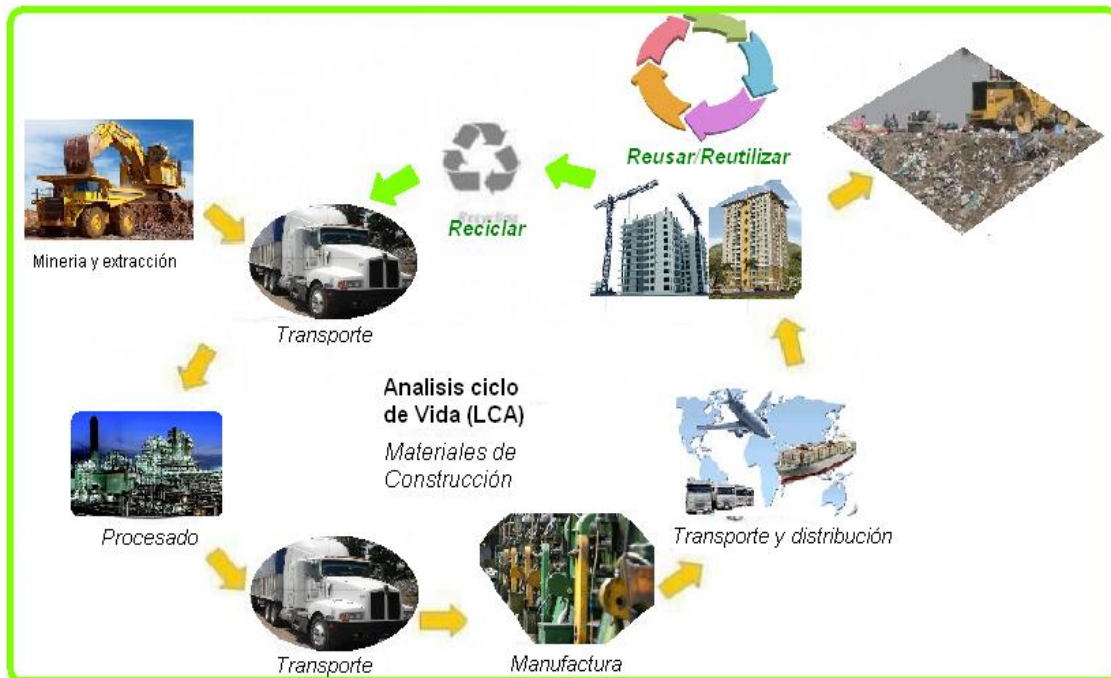 Reusar/Reutilizar
Reciclar
Mineria y extracción
Transporte
Analisis ciclo
de Vida (LCA)
Materiales de
Construcción
Procesado
Transporte y distribución
Transporte
Manufactura